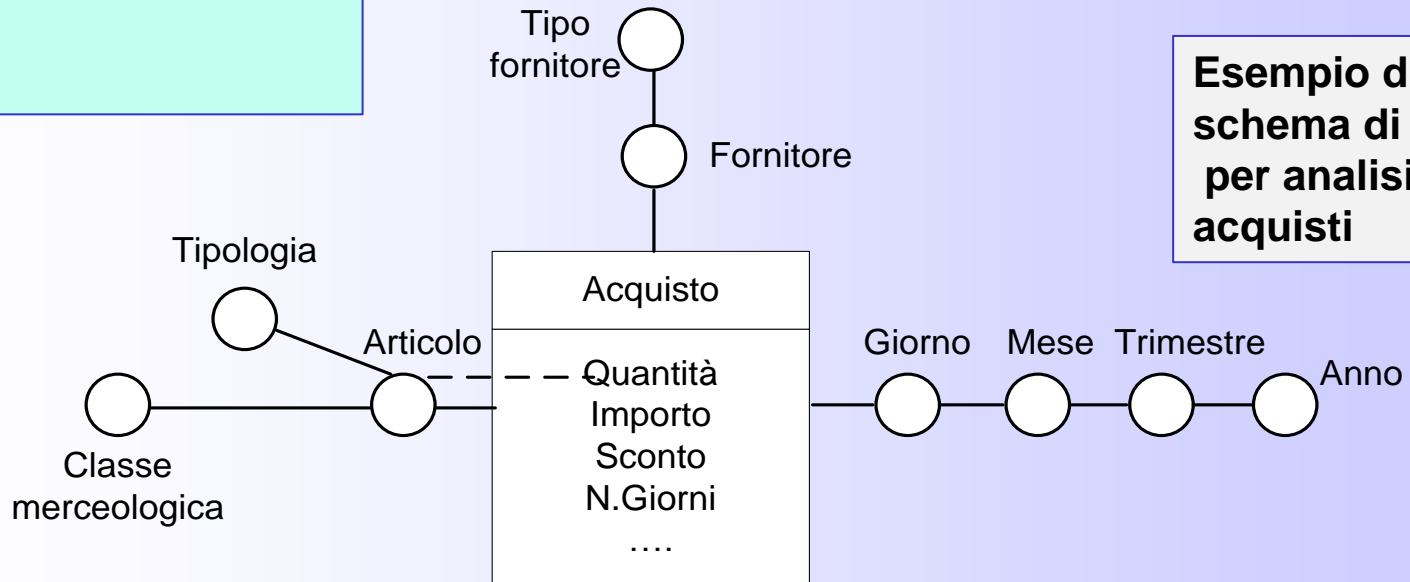 Tipo
fornitore
Fornitore
Esempio d
schema di
per analisi
acquisti
Tipologia
Articolo
Classe
merceologica
Acquisto
Quantità
Importo
Sconto
N.Giorni
....
Giorno
Mese
Trimestre
Anno